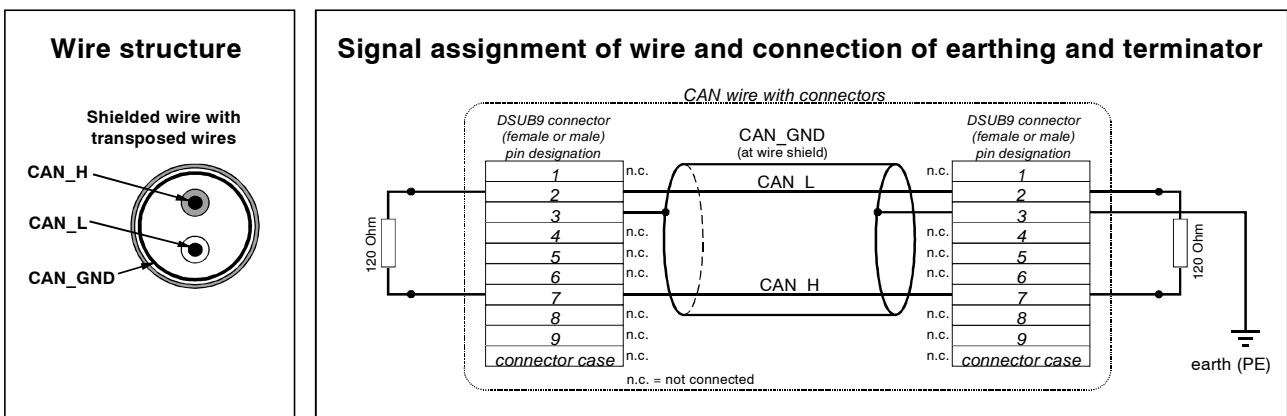 Wire structure
Shielded wire with
transposed wires
CAN_H
CAN_L
CAN_GND
Signal assignment of wire and connection of earthing and terminator
CAN wire with connectors
DSUB9 connector
(female or male)
pin designation
1
2
3
4
5
6
7
8
9
connector case
120 Ohm
n.c.
n.c.
n.c.
n.c.
n.c.
n.c.
n.c.
n.c. = not connected
CAN_GND
(at wire shield)
CAN_L
CAN_H
DSUB9 connector
(female or male)
pin designation
n.c.
n.c.
n.c.
n.c.
n.c.
n.c.
n.c.
1
2
3
4
5
6
7
8
9
connector case
120 Ohm
earth (PE)